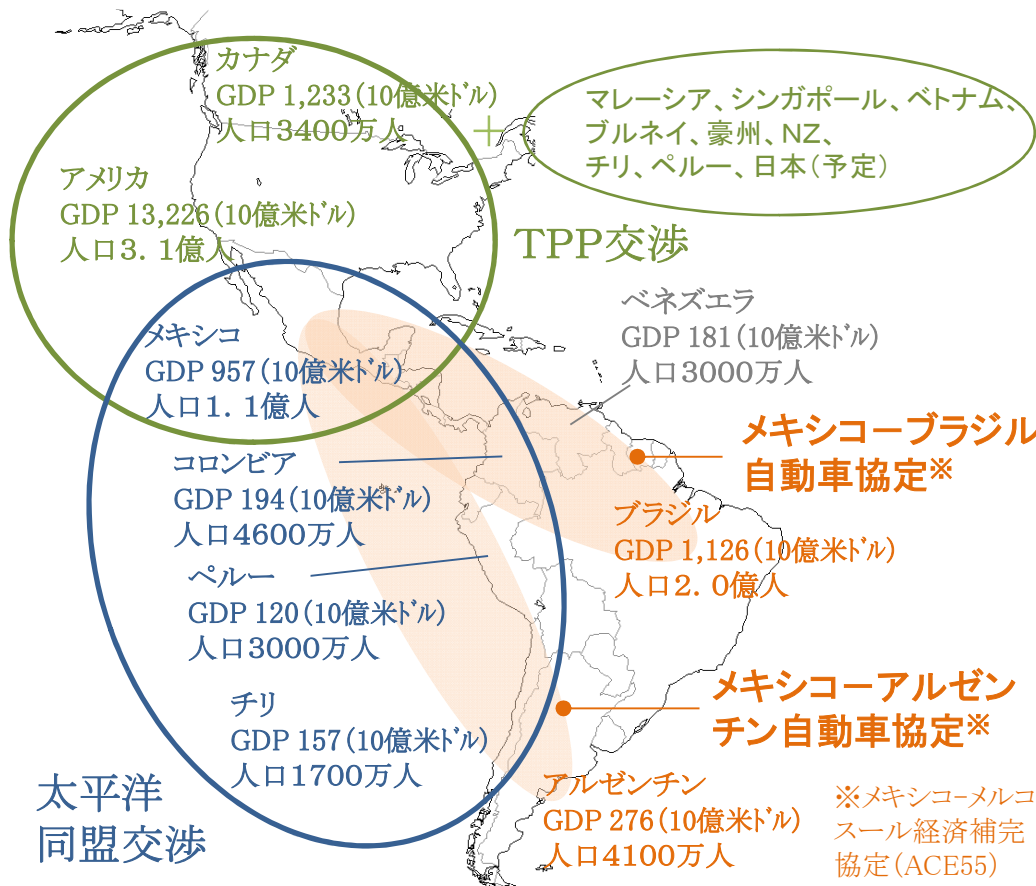 カナダ
GDP 1,233(10億米ドル)
人口3400万人
+
マレーシア、シンガポール、ベトナム、
ブルネイ、豪州、NZ、
チリ、ペルー、日本(予定)
アメリカ
GDP 13,226(10億米ドル)
人口3.1億人
TPP交渉
ベネズエラ
GDP 181(10億米ドル)
人口3000万人
メキシコ
GDP 957(10億米ドル)
人口1.1億人
メキシコーブラジル
自動車協定※
コロンビア
GDP 194(10億米ドル)
人口4600万人
ブラジル
GDP 1,126(10億米ドル)
人口2.0億人
ペルー
GDP 120(10億米ドル)
人口3000万人
メキシコーアルゼン
チン自動車協定※
チリ
GDP 157(10億米ドル)
人口1700万人
太平洋
同盟交渉
アルゼンチン
GDP 276(10億米ドル)
人口4100万人
※メキシコ-メルコ
スール経済補完
協定(ACE55)